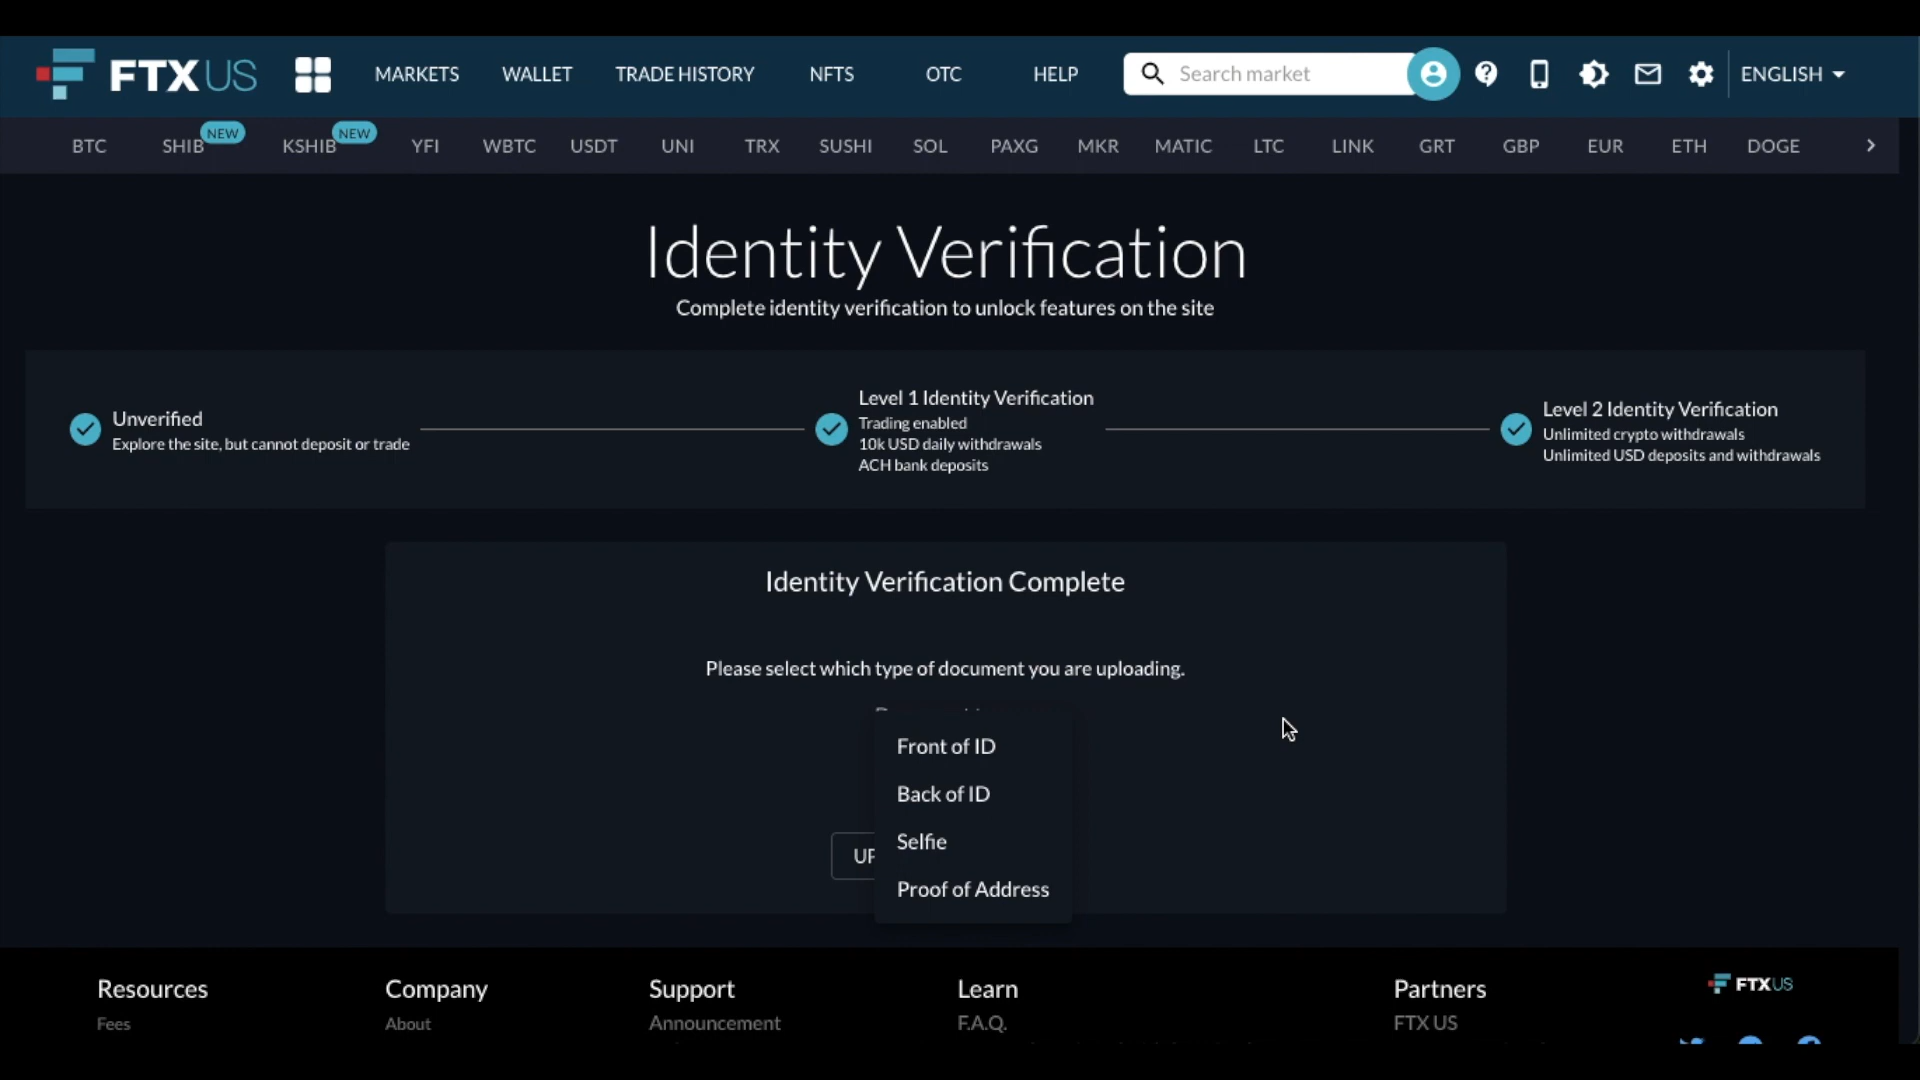 FTX US
MARKETS
WALLET
TRADE HISTORY
NFTS
OTC
HELP
Search market
ENGLISH
BTC
SHIB
NEW
KSHIB
NEW
YFI
WBTC
USDT
UNI
TRX
SUSHI
SOL
PAXG
MKR
MATIC
LTC
LINK
GRT
GBP
EUR
ETH
DOGE
Identity Verification
Complete identity verification to unlock features on the site
Unverified
Explore the site, but cannot deposit or trade
Level 1 Identity Verification
Trading enabled
10k USD daily withdrawals
ACH bank deposits
Level 2 Identity Verification
Unlimited crypto withdrawals
Unlimited USD deposits and withdrawals
Identity Verification Complete
Please select which type of document you are uploading.
Front of ID
Back of ID
Selfie
Proof of Address
Resources
Fees
Company
About
Support
Announcement
Learn
F.A.Q.
Partners
FTX US
FTXUS